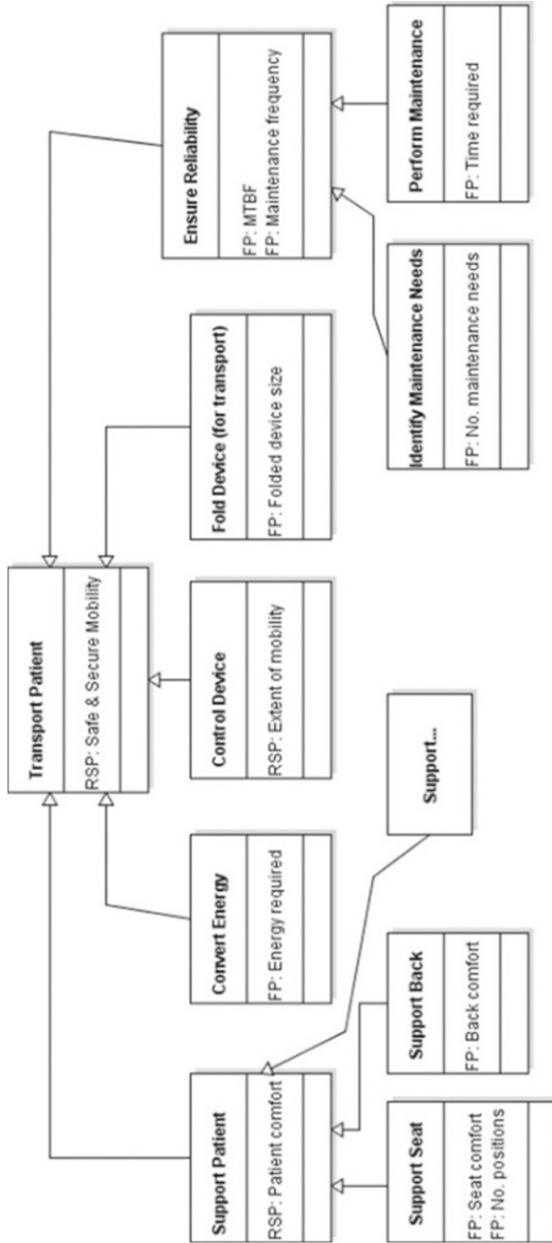 Transport Patient
RSP: Safe & Secure Mobility
Support Patient
RSP: Patient comfort
Convert Energy
FP: Energy required
Control Device
RSP: Extent of mobility
Fold Device (for transport)
FP: Folded device size
Ensure Reliability
FP: MTBF
FP: Maintenance frequency
Support Seat
FP: Seat comfort
FP: No. positions
Support Back
FP: Back comfort
Support...
Identify Maintenance Needs
FP: No. maintenance needs
Perform Maintenance
FP: Time required